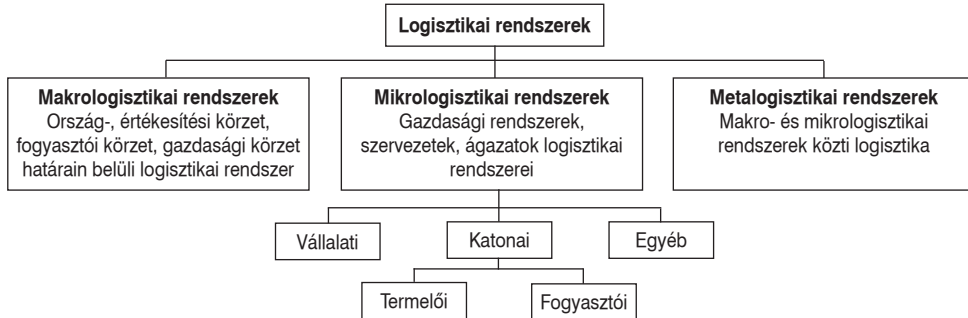 Logisztikai rendszerek
Makrologisztikai rendszerek
Ország-, értékesítési körzet,
fogyasztói körzet, gazdasági körzet
határain belüli logisztikai rendszer
Mikrologisztikai rendszerek
Gazdasági rendszerek,
szervezetek, ágazatok logisztikai
rendszerei
Metalogisztikai rendszerek
Makro- és mikrologisztikai
rendszerek közti logisztika
Vállalati
Katonai
Egyéb
Termelői
Fogyasztói